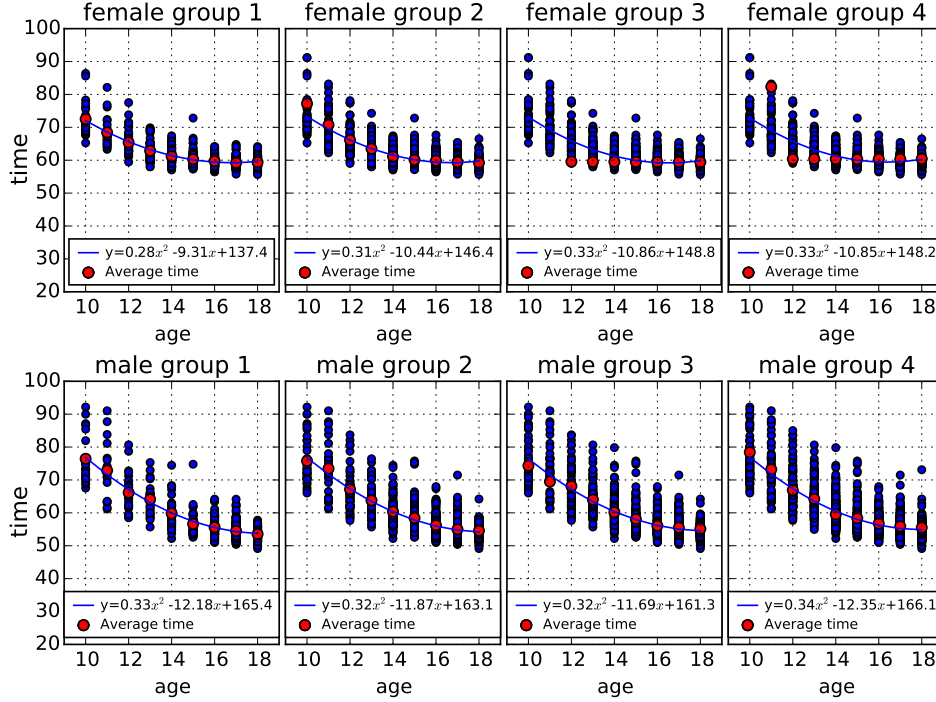 female group 1 female group 2 female group 3 female group 4
100
90
80
70
60
50
40
30
20
time
y=0.28x² -9.31x+137.4 y=0.31x² -10.44x+146.4 y=0.33x² -10.86x+148.8 y=0.33x² -10.85x+148.2
Average time Average time Average time Average time
10 12 14 16 18 10 12 14 16 18 10 12 14 16 18 10 12 14 16 18
age age age age
male group 1 male group 2 male group 3 male group 4
100
90
80
70
60
50
40
30
20
time
y=0.33x² -12.18x+165.4 y=0.32x² -11.87x+163.1 y=0.32x² -11.69x+161.3 y=0.34x² -12.35x+166.1
Average time Average time Average time Average time
10 12 14 16 18 10 12 14 16 18 10 12 14 16 18 10 12 14 16 18
age age age age